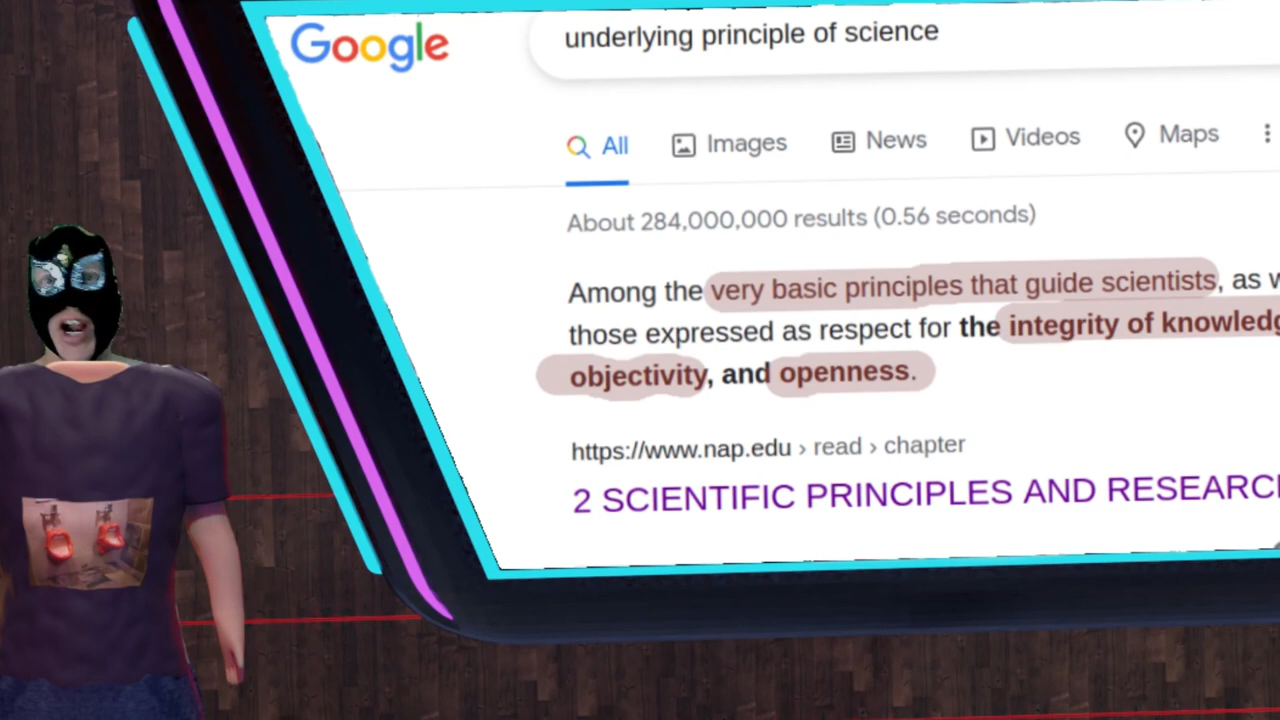 Google
underlying principle of science
All Images News Videos Maps
About 284,000,000 results (0.56 seconds)
Among the very basic principles that guide scientists, as
those expressed as respect for the integrity of
objectivity, and openness.
https://www.nap.edu › read › chapter
2 SCIENTIFIC PRINCIPLES AND